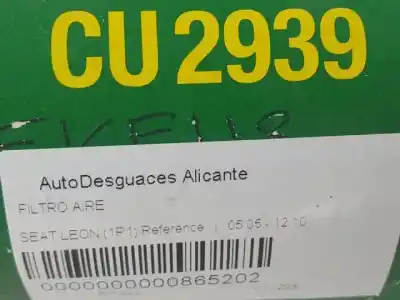 CU 2939
AutoDesguaces Alicante
FILTRO AIRE
SEAT LEON (1P1) Reference | 05.05 - 12.10
0000000000865202